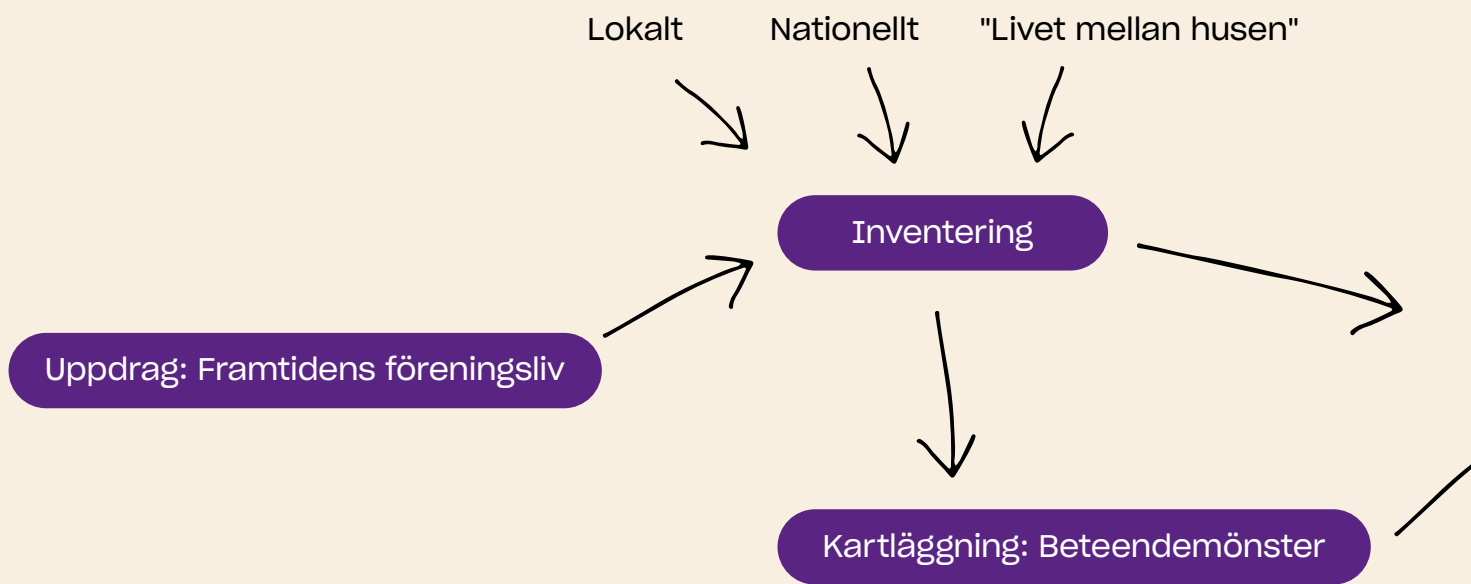 Lokalt
Nationellt
"Livet mellan husen"
Inventering
Uppdrag: Framtidens föreningsliv
Kartläggning: Beteendemönster